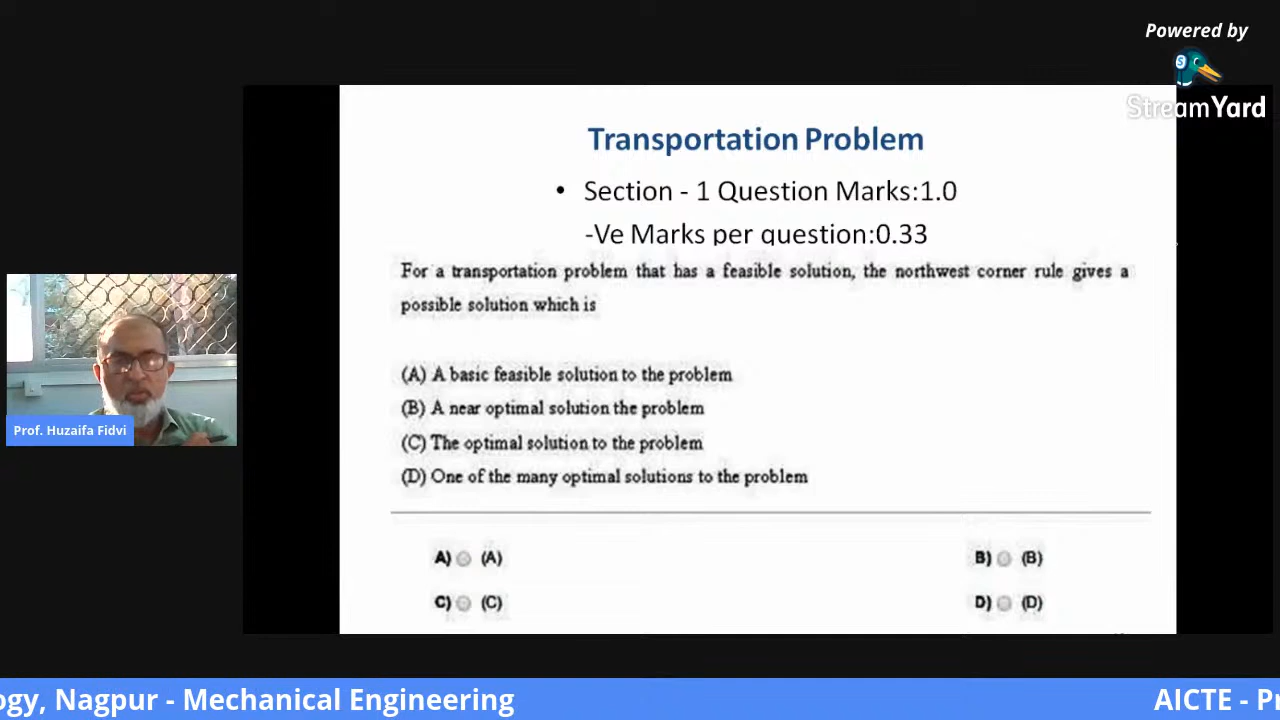 Powered by
StreamYard
Transportation Problem
• Section - 1 Question Marks:1.0
-Ve Marks per question:0.33
For a transportation problem that has a feasible solution, the northwest corner rule gives a
possible solution which is
(A) A basic feasible solution to the problem
(B) A near optimal solution the problem
(C) The optimal solution to the problem
(D) One of the many optimal solutions to the problem
A) (A)
B) (B)
C) (C)
D) (D)
Prof. Huzaifa Fidvi
ogy, Nagpur - Mechanical Engineering
AICTE - Pr